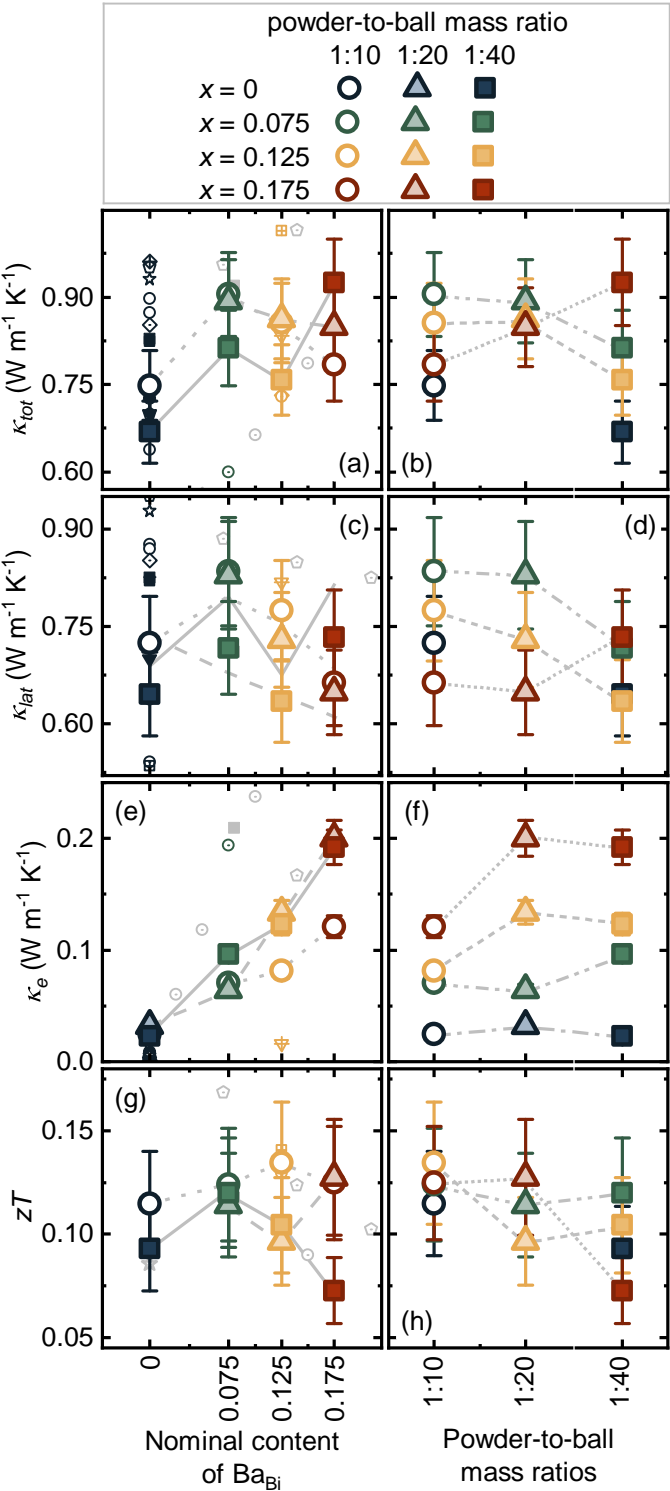 powder-to-ball mass ratio
1:10 1:20 1:40
x = 0
x = 0.075
x = 0.125
x = 0.175
κtot (W m⁻¹ K⁻¹)
0.90
0.75
0.60
(a)
(b)
κlat (W m⁻¹ K⁻¹)
0.90
0.75
0.60
(c)
(d)
κe (W m⁻¹ K⁻¹)
0.2
0.1
0.0
(e)
(f)
zT
0.15
0.10
0.05
(g)
(h)
0
0.075
0.125
0.175
1:10
1:20
1:40
Nominal content
of BaBi
Powder-to-ball
mass ratios